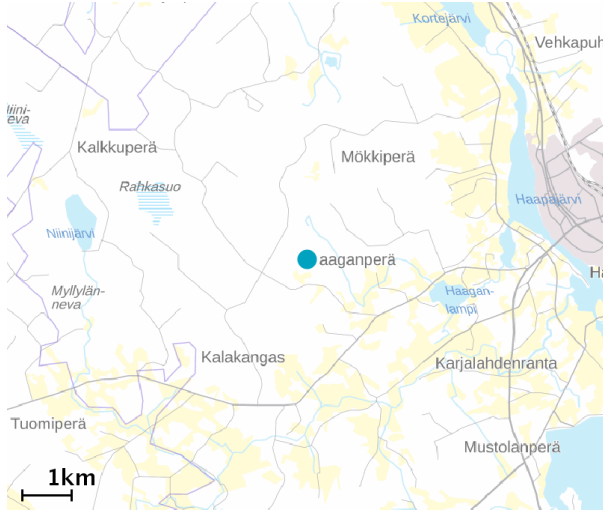 Kortejärvi
Vehkapuh
Niini-
neva
Kalkkuperä
Mökkiperä
Rahkasuo
Haapajärvi
Niinijärvi
aaganperä
Ha
Myllylän-
neva
Haagan-
lampi
Kalakangas
Karjalahdenranta
Tuomiperä
Mustolanperä
1km